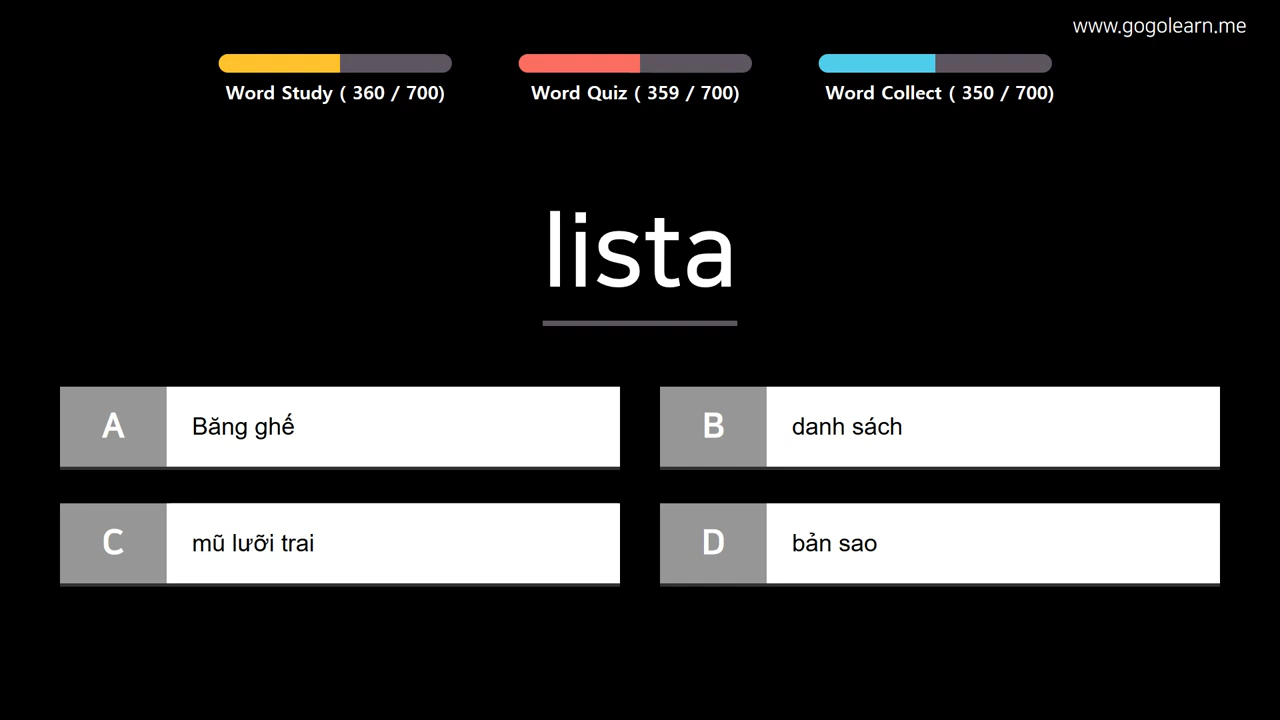 www.gogolearn.me
Word Study ( 360 / 700)
Word Quiz ( 359 / 700)
Word Collect ( 350 / 700)
lista
A
Băng ghế
B
danh sách
C
mũ lưỡi trai
D
bản sao